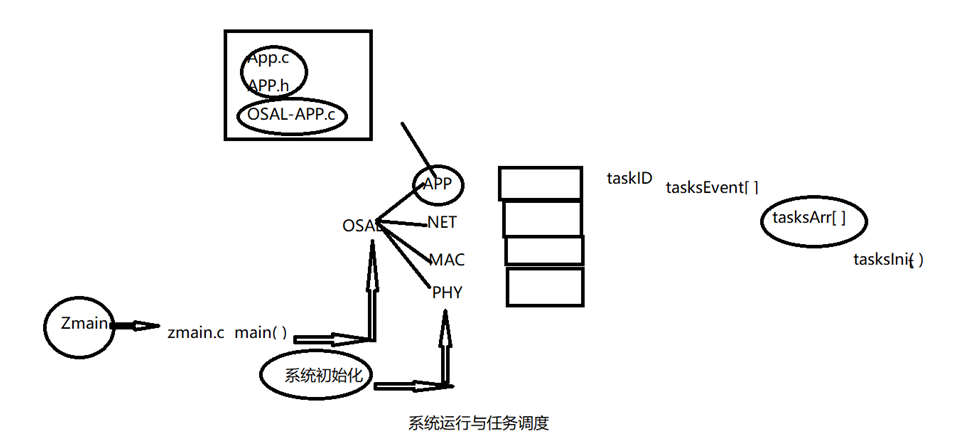 App.c
APP.h
OSAL-APP.c
APP
taskID
tasksEvent[ ]
OSAL
NET
tasksArr[ ]
MAC
tasksIni( )
PHY
Zmain
zmain.c main( )
系统初始化
系统运行与任务调度